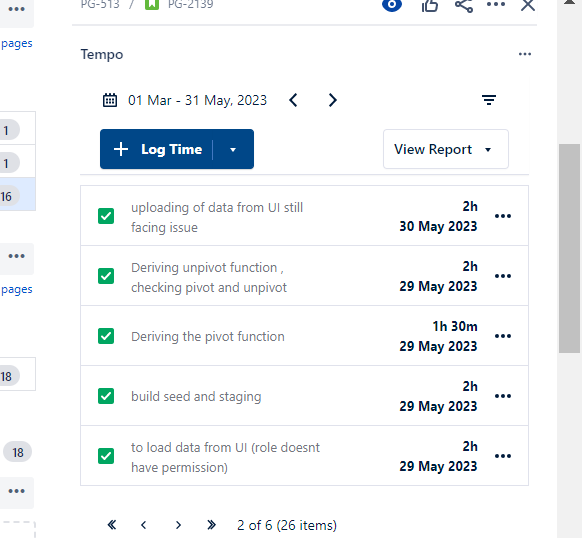 PG-513 / PG-2139
pages
Tempo
01 Mar - 31 May, 2023
1
Log Time
View Report
1
16
uploading of data from UI still
facing issue
2h
30 May 2023
Deriving unpivot function ,
checking pivot and unpivot
2h
29 May 2023
pages
Deriving the pivot function
1h 30m
29 May 2023
18
build seed and staging
2h
29 May 2023
18
to load data from UI (role doesnt
have permission)
2h
29 May 2023
2 of 6 (26 items)